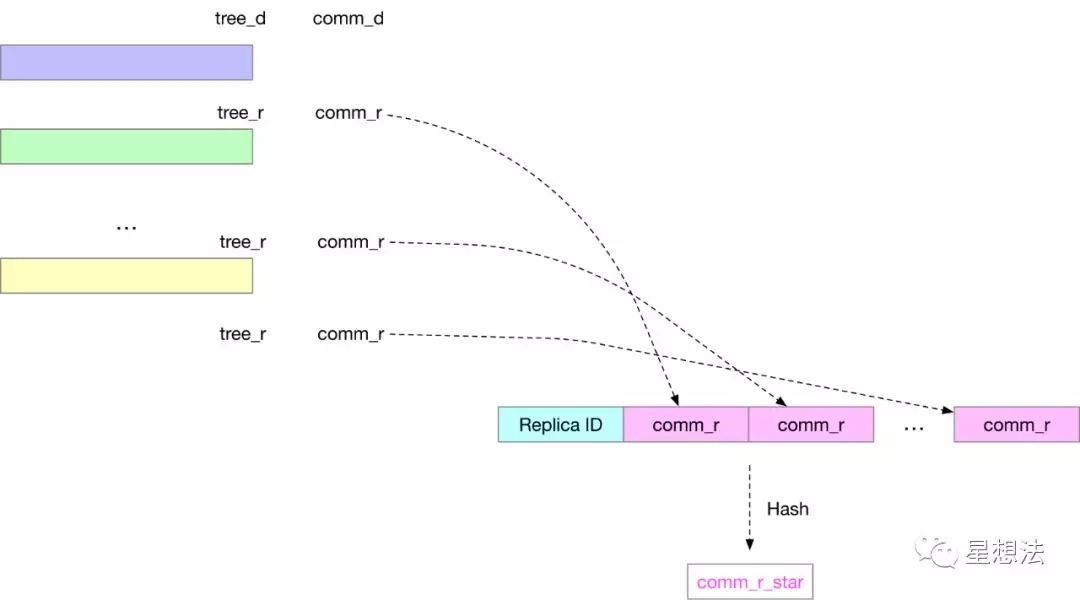 tree_d comm_d
tree_r comm_r
...
tree_r comm_r
tree_r comm_r
Replica ID comm_r comm_r ... comm_r
Hash
星想法
comm_r_star